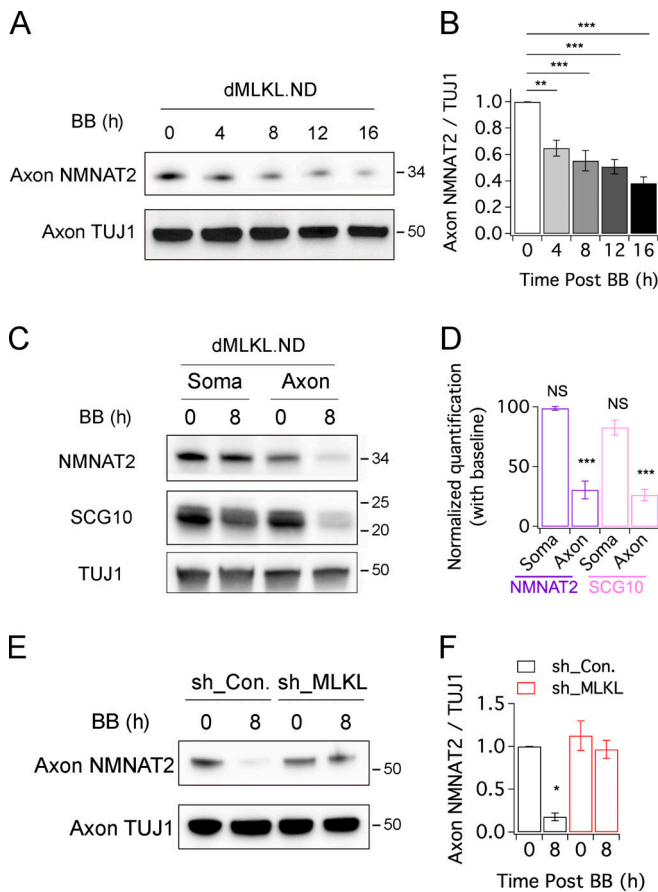 A
dMLKL.ND
BB (h)
0 4 8 12 16
Axon NMNAT2
34
Axon TUJ1
50
B
***
***
***
**
Axon NMNAT2 / TUJ1
1.0
0.8
0.6
0.4
0.2
0.0
0 4 8 12 16
Time Post BB (h)
C
dMLKL.ND
Soma Axon
BB (h) 0 8 0 8
NMNAT2
34
SCG10
25
20
TUJ1
50
D
Normalized quantification
(with baseline)
100
50
0
NS *** NS ***
Soma Axon Soma Axon
NMNAT2 SCG10
E
sh_Con. sh_MLKL
BB (h) 0 8 0 8
Axon NMNAT2
50
Axon TUJ1
50
F
sh_Con.
sh_MLKL
Axon NMNAT2 / TUJ1
1.5
1.0
0.5
0.0
*
0 8 0 8
Time Post BB (h)